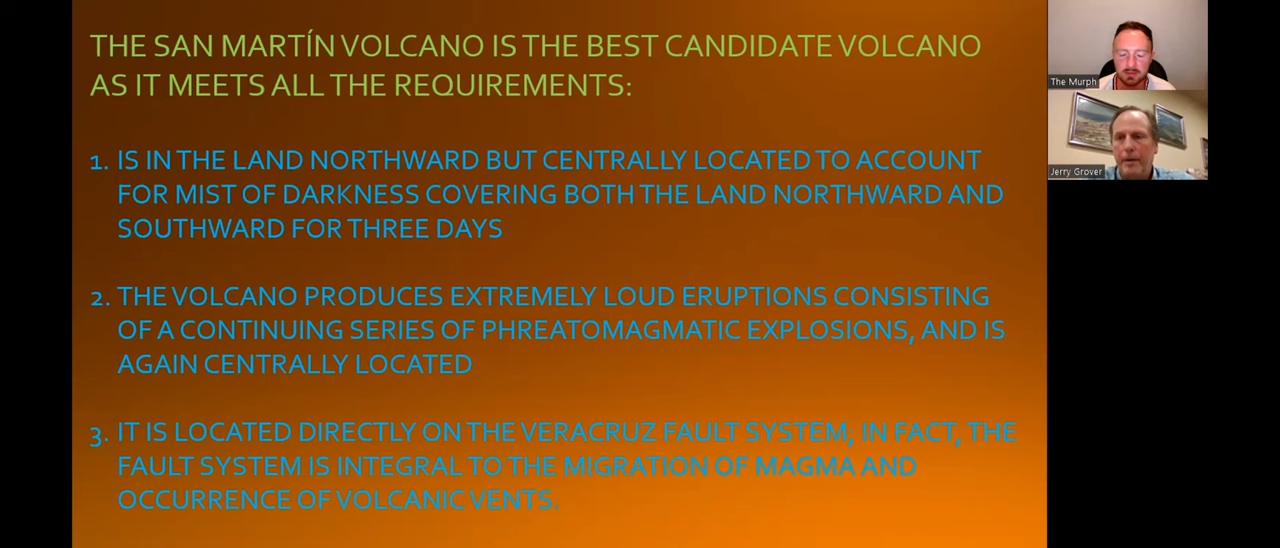 THE SAN MARTÍN VOLCANO IS THE BEST CANDIDATE VOLCANO
AS IT MEETS ALL THE REQUIREMENTS:
1. IS IN THE LAND NORTHWARD BUT CENTRALLY LOCATED TO ACCOUNT
FOR MIST OF DARKNESS COVERING BOTH THE LAND NORTHWARD AND
SOUTHWARD FOR THREE DAYS
2. THE VOLCANO PRODUCES EXTREMELY LOUD ERUPTIONS CONSISTING
OF A CONTINUING SERIES OF PHREATOMAGMATIC EXPLOSIONS, AND IS
AGAIN CENTRALLY LOCATED
3. IT IS LOCATED DIRECTLY ON THE VERACRUZ FAULT SYSTEM, IN FACT, THE
FAULT SYSTEM IS INTEGRAL TO THE MIGRATION OF MAGMA AND
OCCURRENCE OF VOLCANIC VENTS.
The Murph
Jerry Grover